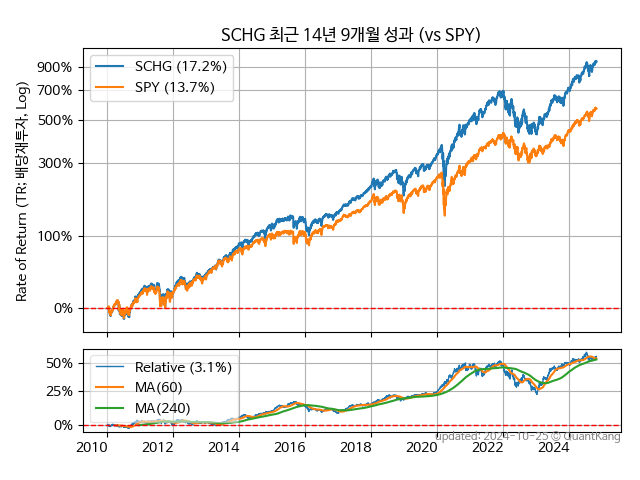 SCHG 최근 14년 9개월 성과 (vs SPY)
Rate of Return (TR: 배당재투자, Log)
900%
700%
500%
300%
100%
0%
SCHG (17.2%)
SPY (13.7%)
50%
25%
0%
Relative (3.1%)
MA(60)
MA(240)
2010 2012 2014 2016 2018 2020 2022 2024
updated: 2024-10-25 © QuantKang